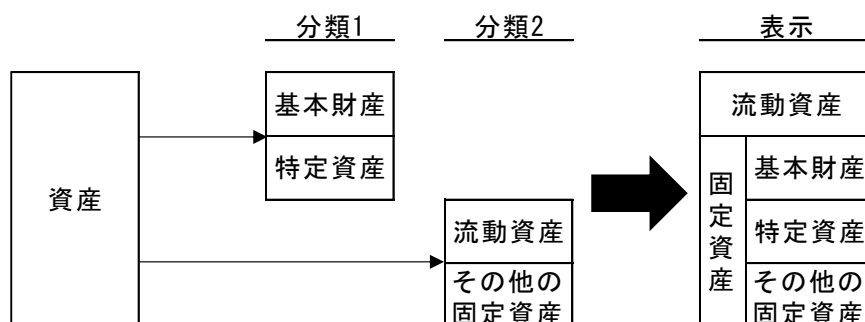 分類1
分類2
表示
資産
基本財産
特定資産
流動資産
その他の
固定資産
流動資産
固定資産
基本財産
特定資産
その他の
固定資産